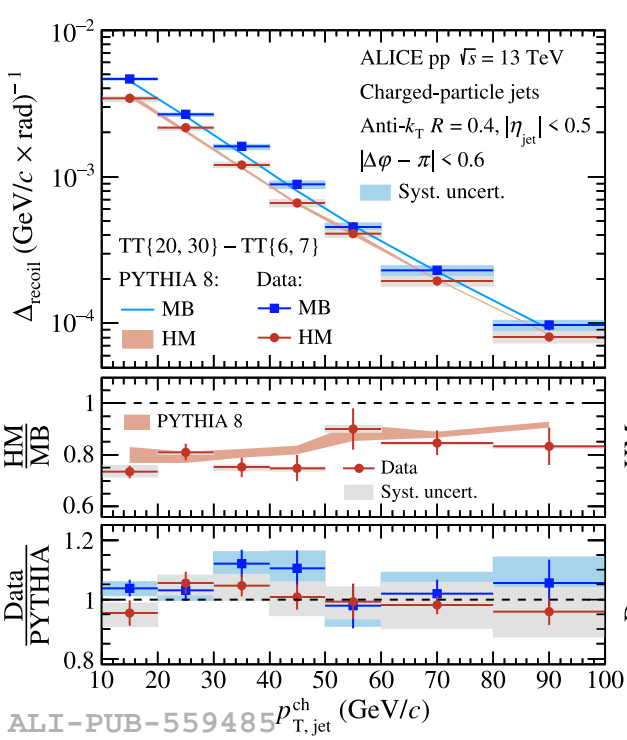 10⁻²
10⁻³
10⁻⁴
Δrecoil (GeV/c × rad)⁻¹
ALICE pp √s = 13 TeV
Charged-particle jets
Anti-kT R = 0.4, |ηjet| < 0.5
|Δφ − π| < 0.6
Syst. uncert.
TT{20, 30} − TT{6, 7}
PYTHIA 8: Data:
MB MB
HM HM
HM
MB
1
0.8
0.6
PYTHIA 8
Data
Syst. uncert.
Data
PYTHIA
1.2
1
0.8
10 20 30 40 50 60 70 80 90 100
p ch T, jet (GeV/c)
ALI-PUB-559485